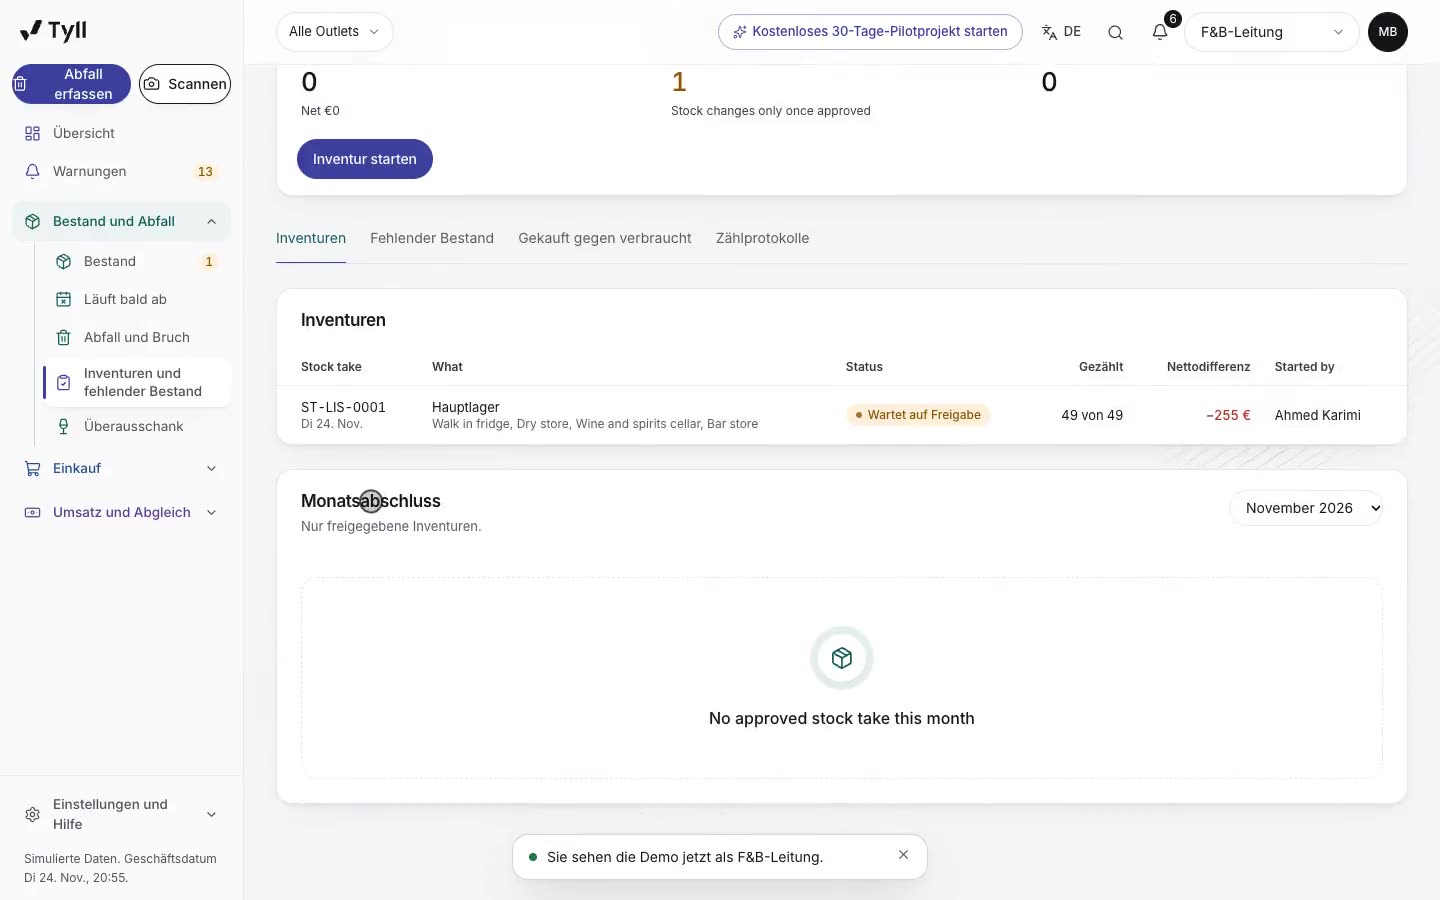 Tyll
Alle Outlets
Kostenloses 30-Tage-Pilotprojekt starten
DE
6
F&B-Leitung
MB
Abfall
erfassen
Scannen
Übersicht
Warnungen 13
Bestand und Abfall
Bestand 1
Läuft bald ab
Abfall und Bruch
Inventuren und
fehlender Bestand
Überausschank
Einkauf
Umsatz und Abgleich
Einstellungen und
Hilfe
Simulierte Daten. Geschäftsdatum
Di 24. Nov., 20:55.
0 1 0
Net €0 Stock changes only once approved
Inventur starten
Inventuren Fehlender Bestand Gekauft gegen verbraucht Zählprotokolle
Inventuren
Stock take What Status Gezählt Nettodifferenz Started by
ST-LIS-0001 Hauptlager Wartet auf Freigabe 49 von 49 −255 € Ahmed Karimi
Di 24. Nov. Walk in fridge, Dry store, Wine and spirits cellar, Bar store
Monatsabschluss
Nur freigegebene Inventuren.
November 2026
No approved stock take this month
Sie sehen die Demo jetzt als F&B-Leitung.